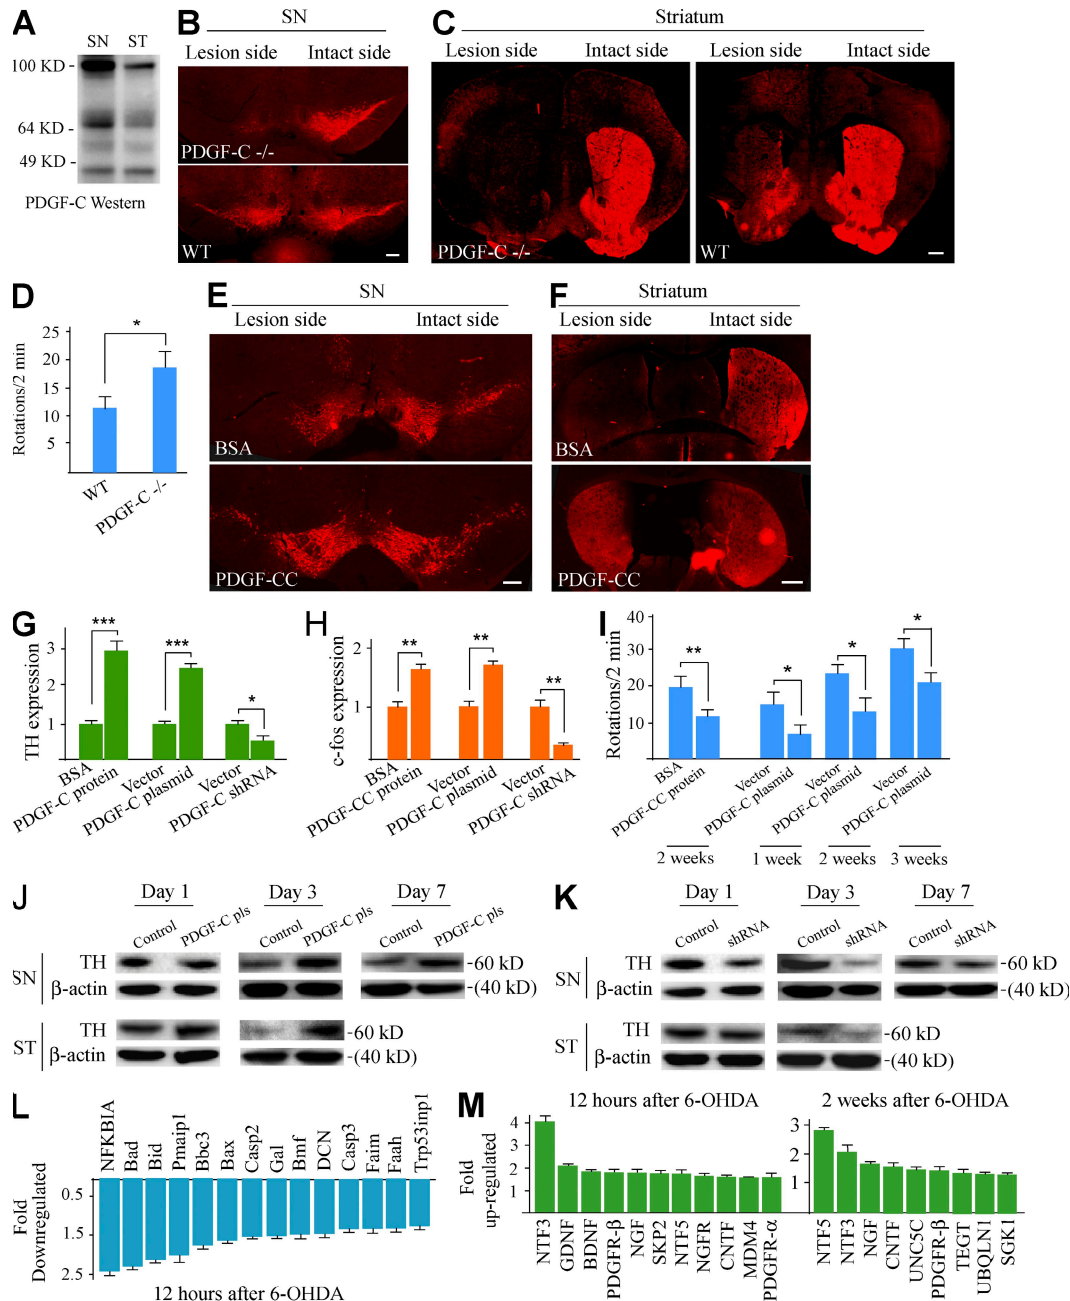 A
SN ST
100 KD -
64 KD -
49 KD -
PDGF-C Western
B
SN
Lesion side Intact side
PDGF-C -/-
WT
C
Striatum
Lesion side Intact side Lesion side Intact side
PDGF-C -/- WT
D
Rotations/2 min
25
20
15
10
5
*
WT
PDGF-C -/-
E
SN
Lesion side Intact side
BSA
PDGF-CC
F
Striatum
Lesion side Intact side
BSA
PDGF-CC
G
TH expression
3
2
1
*** *** *
BSA
PDGF-C protein
Vector
PDGF-C plasmid
Vector
PDGF-C shRNA
H
c-fos expression
2
1
** ** **
BSA
PDGF-CC protein
Vector
PDGF-C plasmid
Vector
PDGF-C shRNA
I
Rotations/2 min
40
30
20
10
** * * *
BSA
PDGF-CC protein
Vector
PDGF-C plasmid
Vector
PDGF-C plasmid
Vector
PDGF-C plasmid
2 weeks 1 week 2 weeks 3 weeks
J
Day 1 Day 3 Day 7
Control PDGF-C pls Control PDGF-C pls Control PDGF-C pls
SN
TH -60 kD
β-actin -(40 kD)
ST
TH -60 kD
β-actin -(40 kD)
K
Day 1 Day 3 Day 7
Control shRNA Control shRNA Control shRNA
SN
TH -60 kD
β-actin -(40 kD)
ST
TH -60 kD
β-actin -(40 kD)
L
NFKBIA
Bad
Bid
Pmaip1
Bbc3
Bax
Casp2
Gal
Bmf
DCN
Casp3
Faim
Faah
Trp53inp1
Fold
Downregulated
0.5
1.5
2.5
12 hours after 6-OHDA
M
12 hours after 6-OHDA
Fold
up-regulated
4
3
2
1
NTF3
GDNF
BDNF
PDGFR-β
NGF
SKP2
NTF5
NGFR
CNTF
MDM4
PDGFR-α
2 weeks after 6-OHDA
3
2
1
NTF5
NTF3
NGF
CNTF
UNC5C
PDGFR-β
TEGT
UBQLN1
SGK1